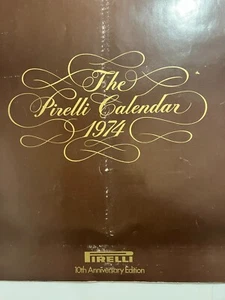 The
Pirelli Calendar
1974
PIRELLI
10th Anniversary Edition